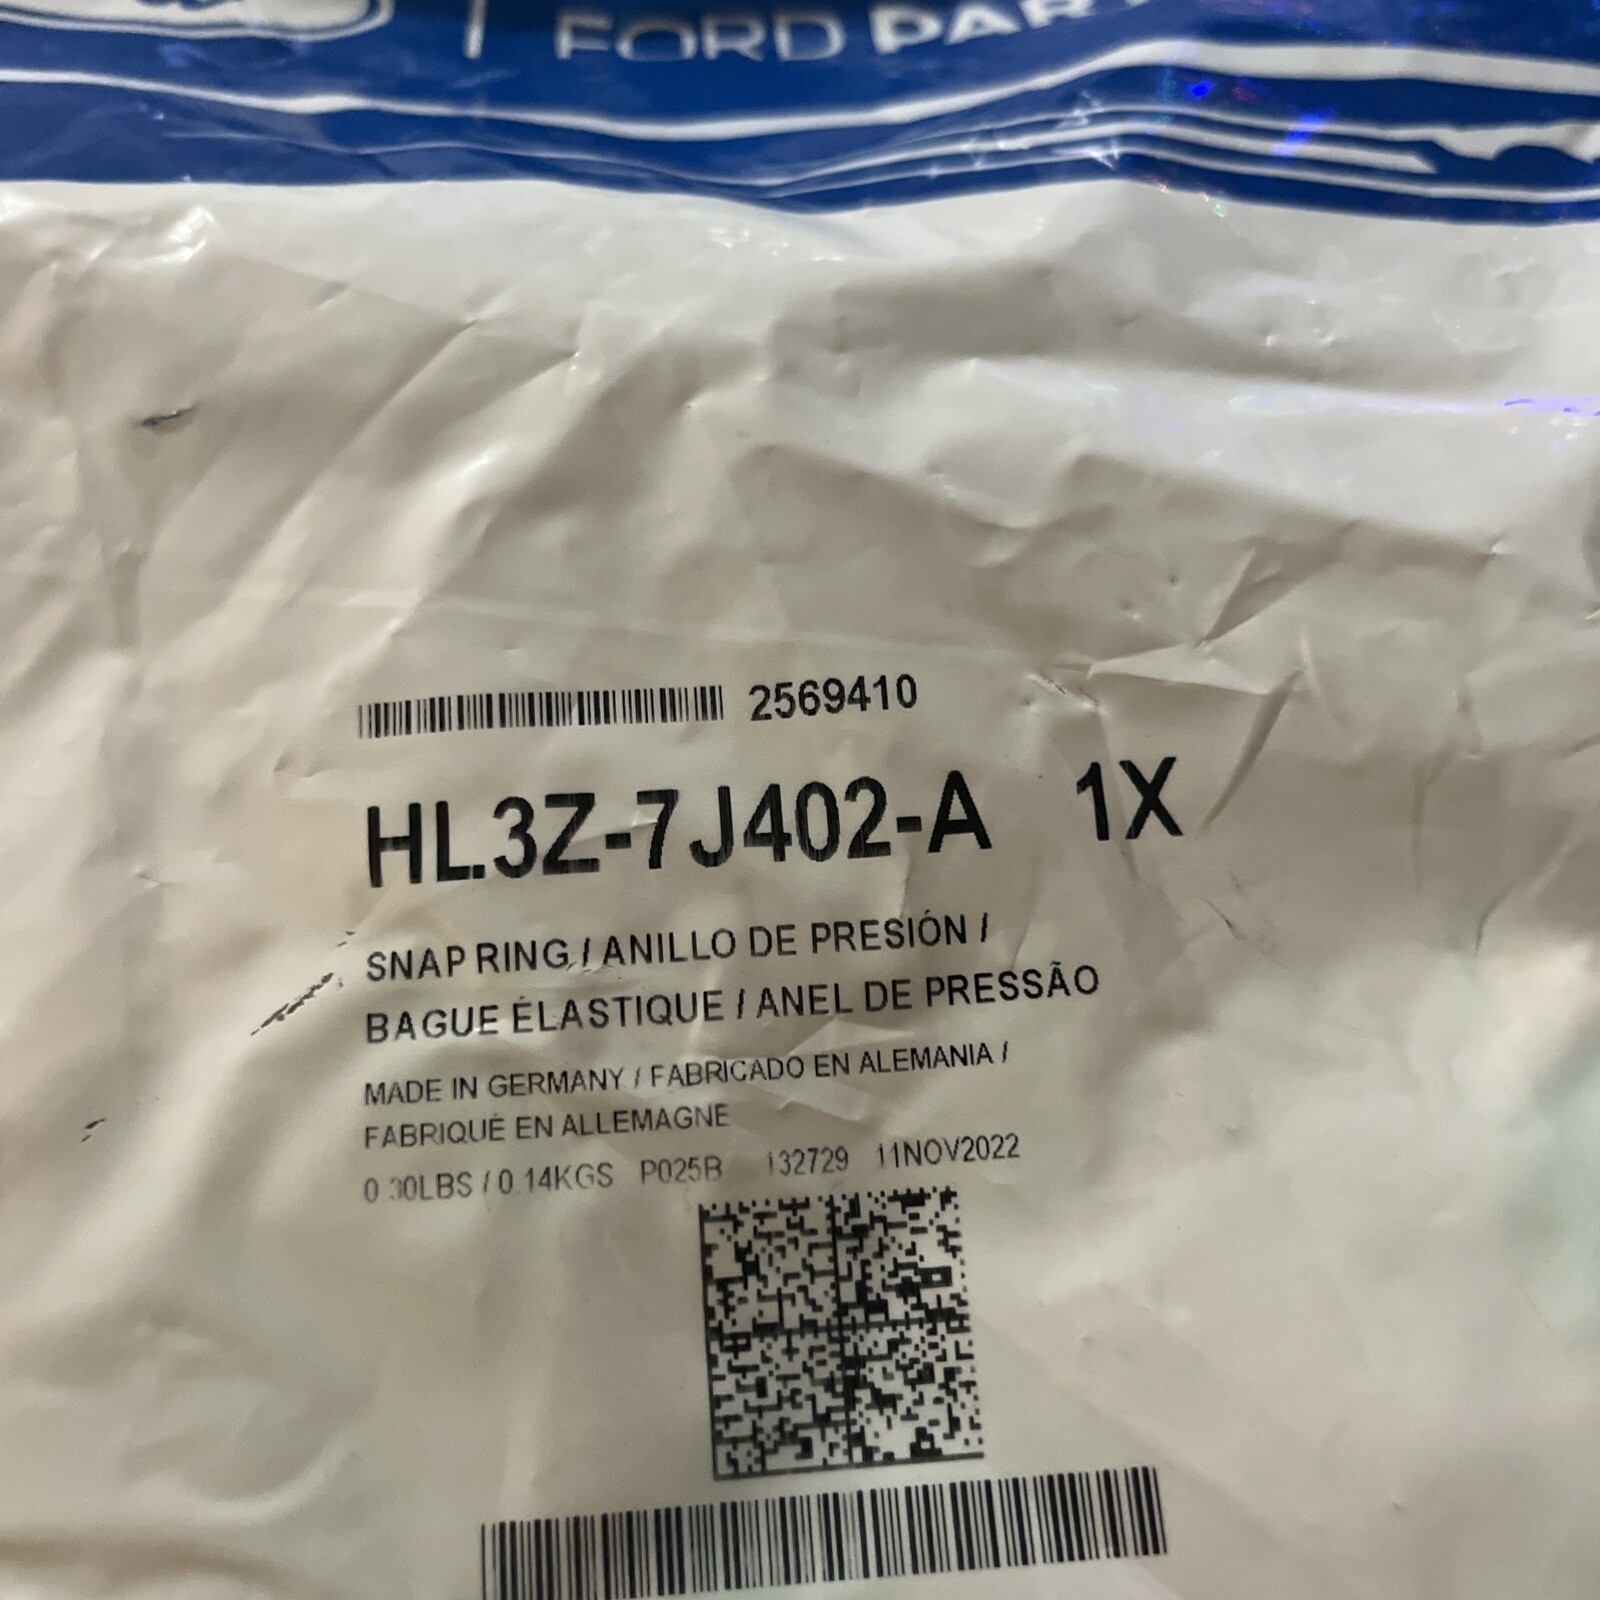 FORD PART
2569410
HL3Z-7J402-A 1X
SNAP RING / ANILLO DE PRESIÓN /
BAGUE ÉLASTIQUE / ANEL DE PRESSÃO
MADE IN GERMANY / FABRICADO EN ALEMANIA /
FABRIQUÉ EN ALLEMAGNE
0.30LBS / 0.14KGS P025B 132729 11NOV2022